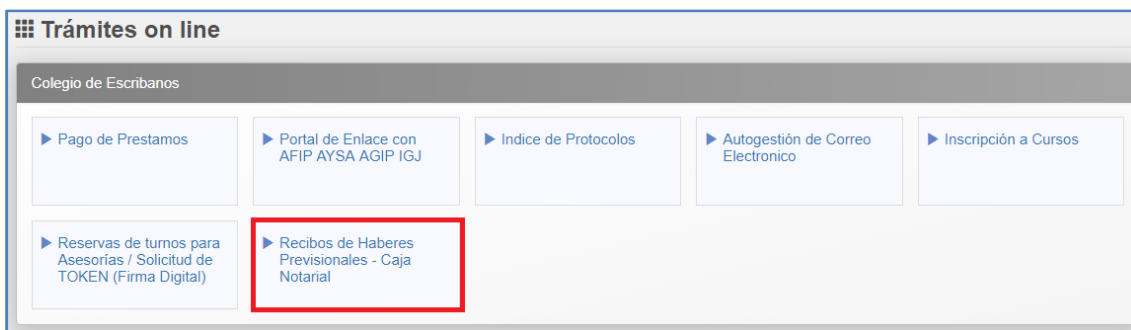 Trámites on line
Colegio de Escribanos
Pago de Prestamos
Portal de Enlace con
AFIP AYSA AGIP IGJ
Indice de Protocolos
Autogestión de Correo
Electronico
Inscripción a Cursos
Reservas de turnos para
Asesorías / Solicitud de
TOKEN (Firma Digital)
Recibos de Haberes
Previsionales - Caja
Notarial